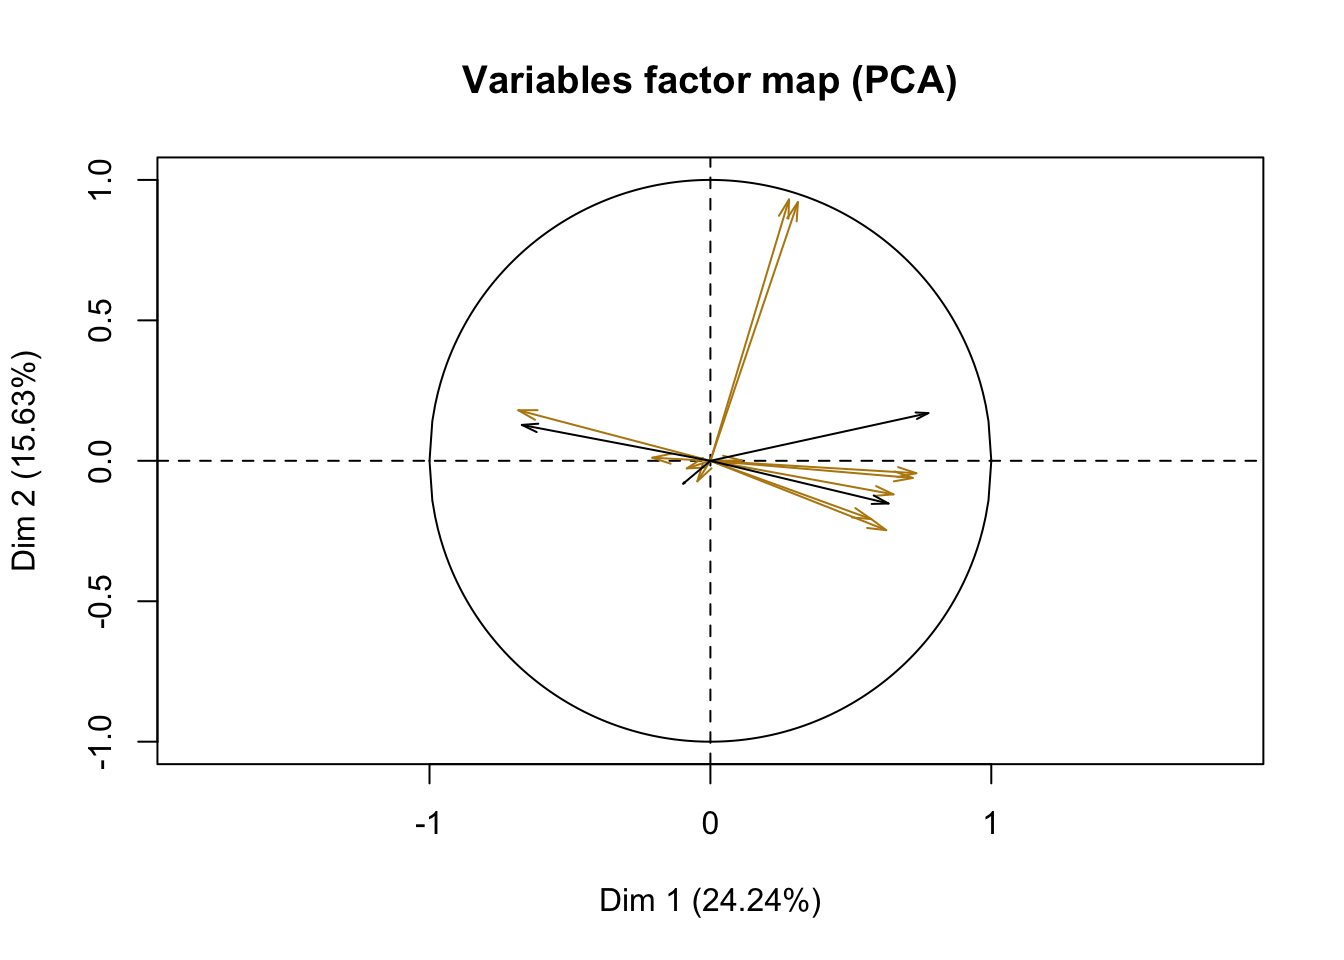 Variables factor map (PCA)
1.0
0.5
0.0
-0.5
-1.0
Dim 2 (15.63%)
-1
0
1
Dim 1 (24.24%)